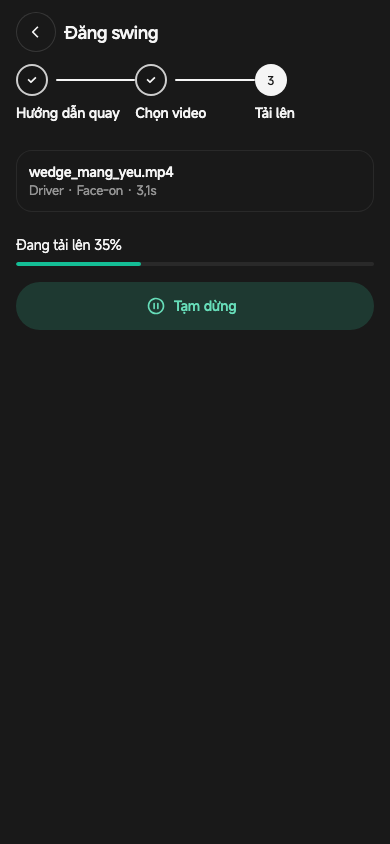 Đăng swing
3
Hướng dẫn quay
Chọn video
Tải lên
wedge_mang_yeu.mp4
Driver · Face-on · 3,1s
Đang tải lên 35%
Tạm dừng